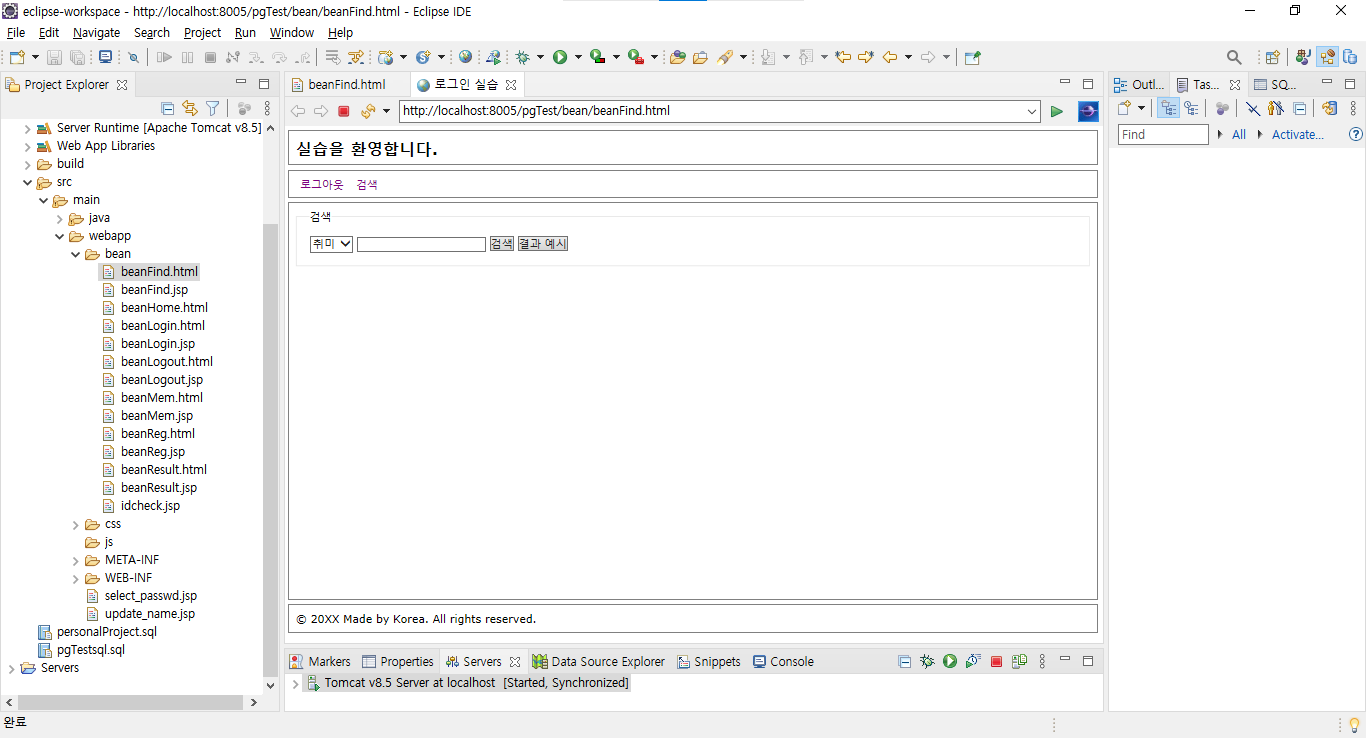 eclipse-workspace - http://localhost:8005/pgTest/bean/beanFind.html - Eclipse IDE
File Edit Navigate Search Project Run Window Help
Project Explorer
Server Runtime [Apache Tomcat v8.5]
Web App Libraries
build
src
main
java
webapp
bean
beanFind.html
beanFind.jsp
beanHome.html
beanLogin.html
beanLogin.jsp
beanLogout.html
beanLogout.jsp
beanMem.html
beanMem.jsp
beanReg.html
beanReg.jsp
beanResult.html
beanResult.jsp
idcheck.jsp
css
js
META-INF
WEB-INF
select_passwd.jsp
update_name.jsp
personalProject.sql
pgTestsql.sql
Servers
beanFind.html 로그인 실습
http://localhost:8005/pgTest/bean/beanFind.html
실습을 환영합니다.
로그아웃 검색
검색
취미 검색 결과 예시
© 20XX Made by Korea. All rights reserved.
Markers Properties Servers Data Source Explorer Snippets Console
Tomcat v8.5 Server at localhost [Started, Synchronized]
Outl... Tas... SQ...
Find All Activate...
완료